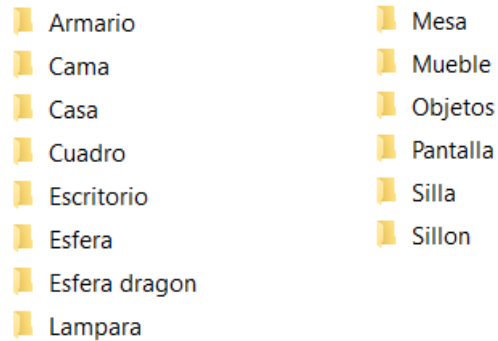 Armario
Cama
Casa
Cuadro
Escritorio
Esfera
Esfera dragon
Lampara
Mesa
Mueble
Objetos
Pantalla
Silla
Sillon